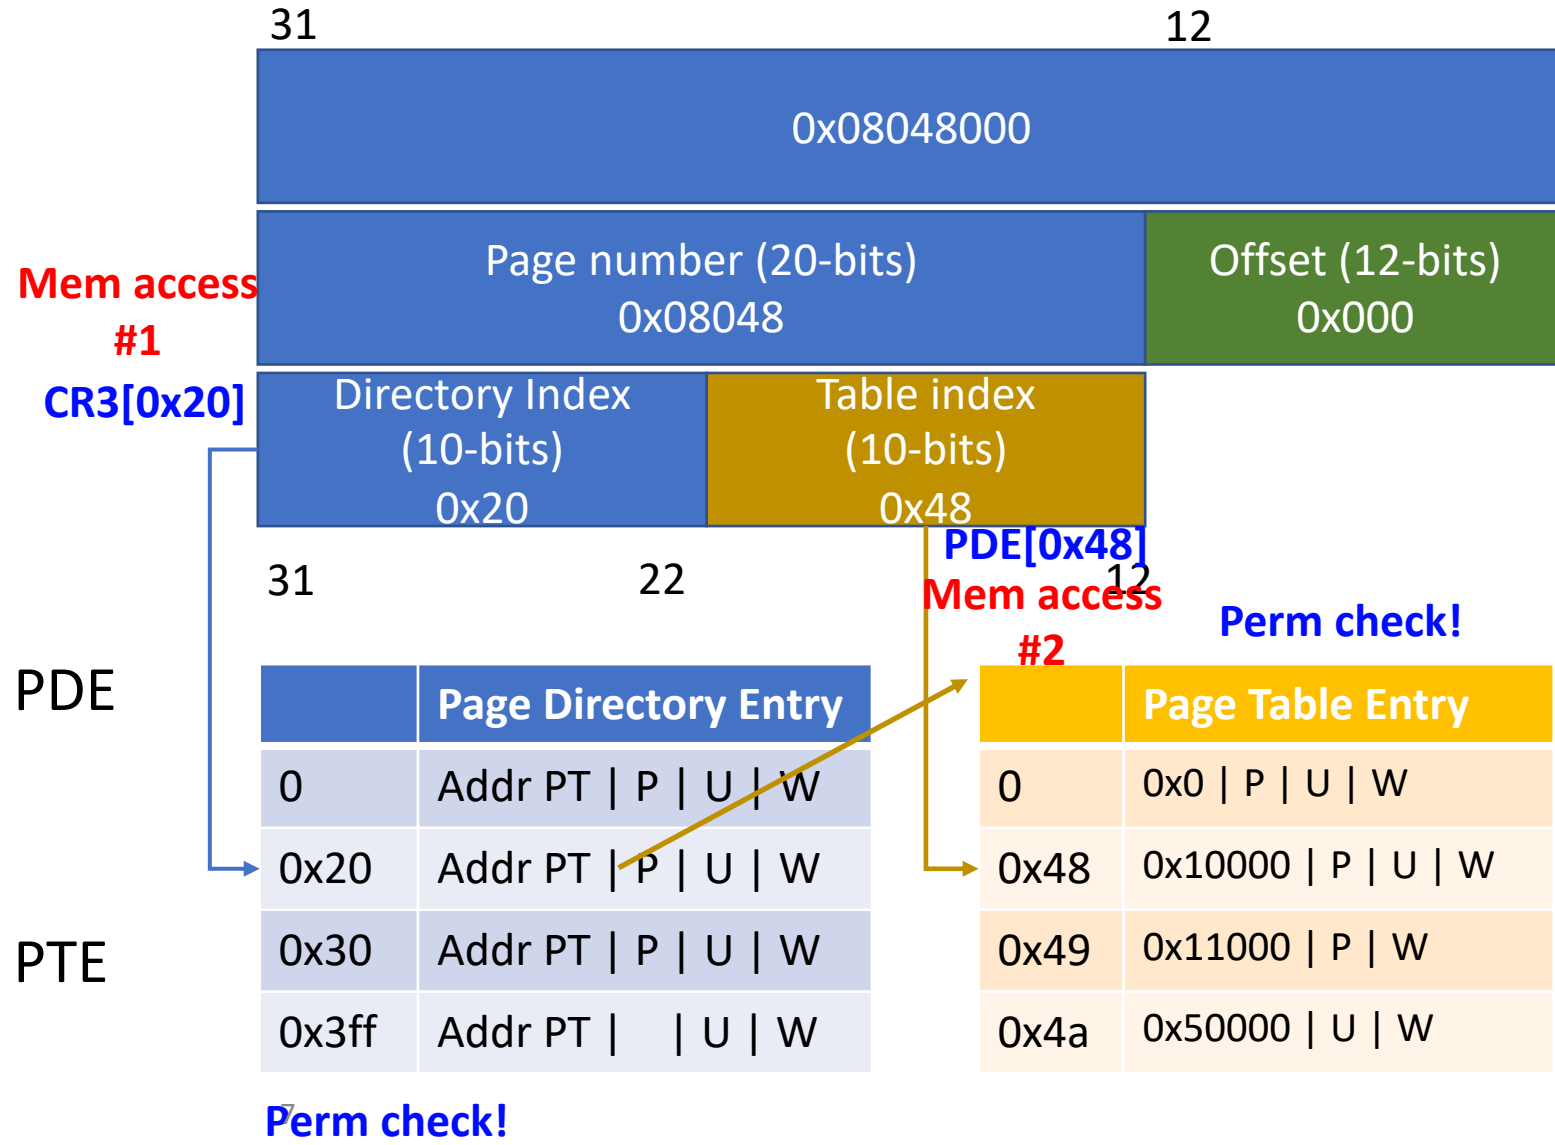 31 12
0x08048000
Page number (20-bits) Offset (12-bits)
0x08048 0x000
Mem access
#1
CR3[0x20]
Directory Index Table index
(10-bits) (10-bits)
0x20 0x48
PDE[0x48]
31 22 12
Mem access
#2
Perm check!
PDE
Page Directory Entry Page Table Entry
0 Addr PT | P | U | W 0 0x0 | P | U | W
0x20 Addr PT | P | U | W 0x48 0x10000 | P | U | W
0x30 Addr PT | P | U | W 0x49 0x11000 | P | W
PTE
0x3ff Addr PT | | U | W 0x4a 0x50000 | U | W
7
Perm check!